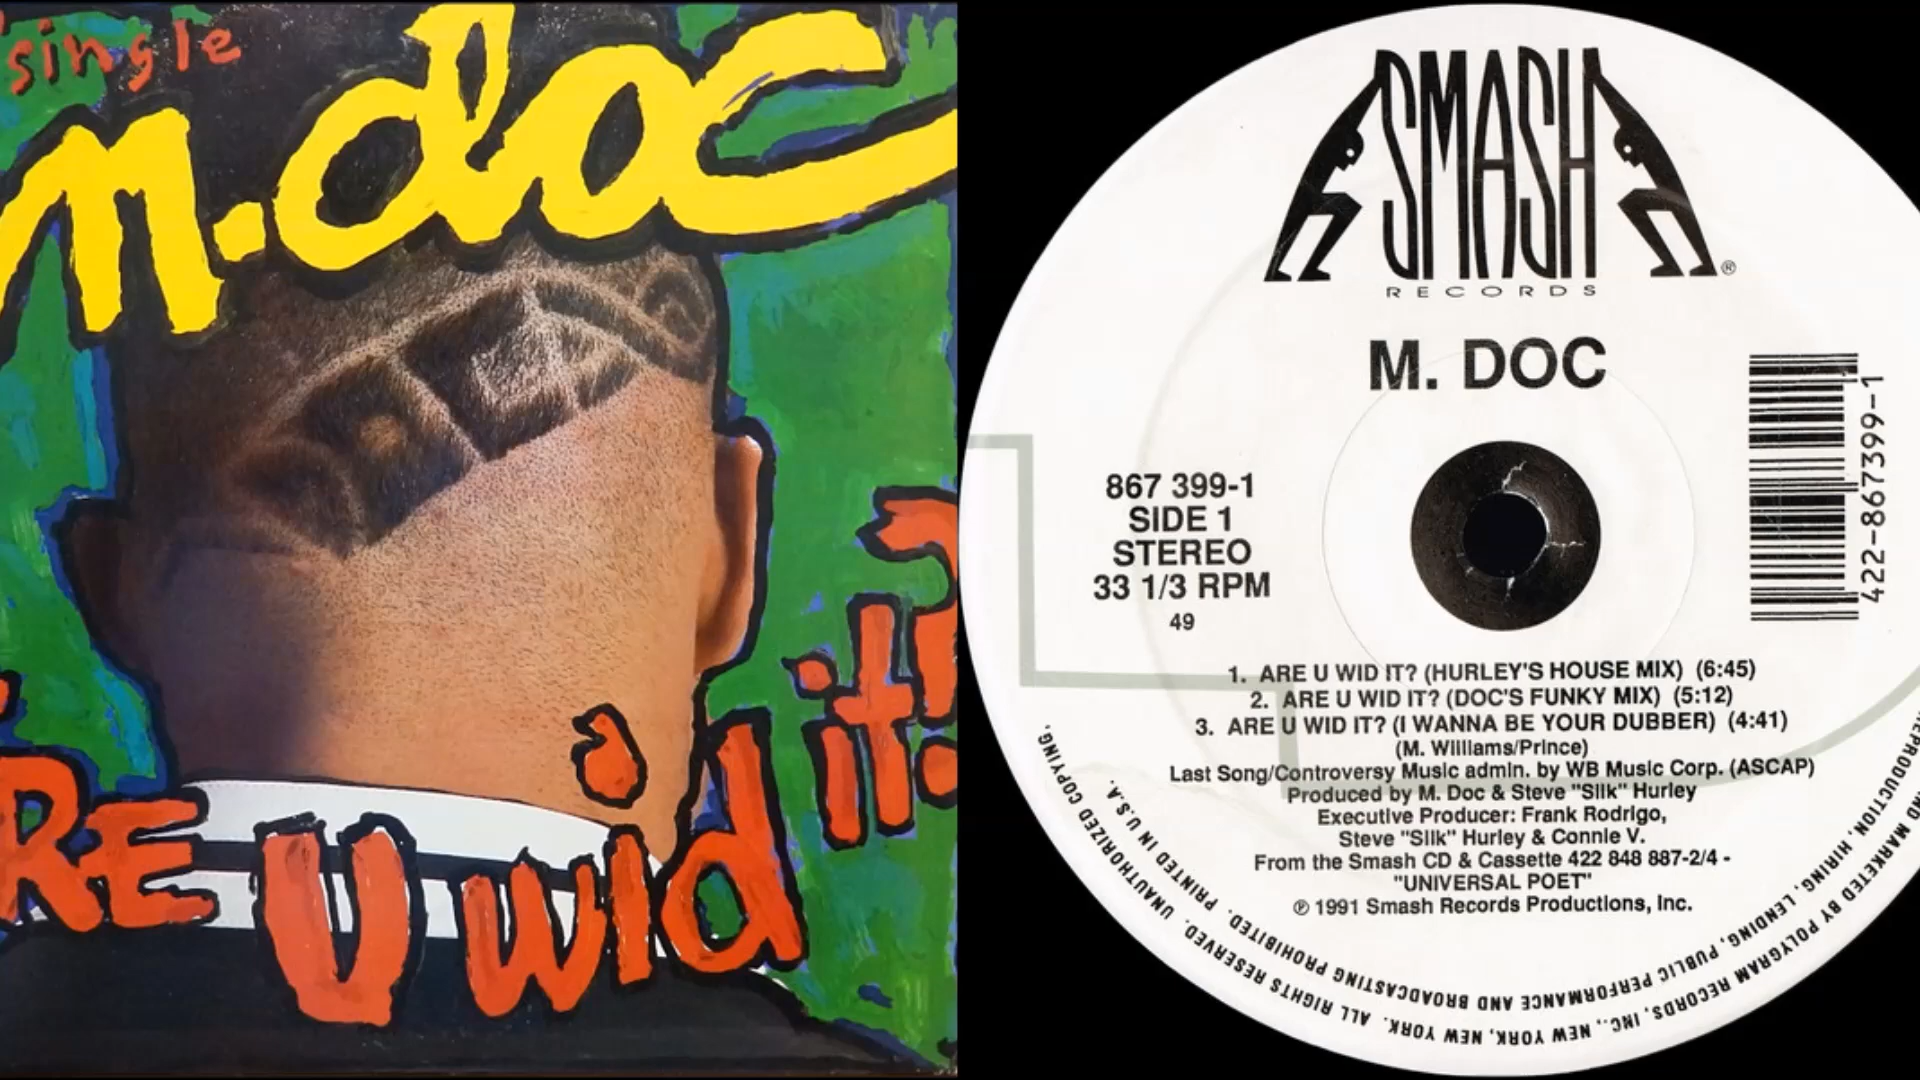 single
m.doc
ARE U wid it?
SMASH
®
RECORDS
M. DOC
867 399-1
SIDE 1
STEREO
33 1/3 RPM
49
422-867399-1
1. ARE U WID IT? (HURLEY'S HOUSE MIX) (6:45)
2. ARE U WID IT? (DOC'S FUNKY MIX) (5:12)
3. ARE U WID IT? (I WANNA BE YOUR DUBBER) (4:41)
(M. Williams/Prince)
Last Song/Controversy Music admin. by WB Music Corp. (ASCAP)
Produced by M. Doc & Steve "Silk" Hurley
Executive Producer: Frank Rodrigo,
Steve "Silk" Hurley & Connie V.
From the Smash CD & Cassette 422 848 887-2/4 -
"UNIVERSAL POET"
℗ 1991 Smash Records Productions, Inc.
MARKETED BY POLYGRAM RECORDS, INC., NEW YORK, NEW YORK. ALL RIGHTS RESERVED. UNAUTHORIZED COPYING,
REPRODUCTION, HIRING, LENDING, PUBLIC PERFORMANCE AND BROADCASTING PROHIBITED. PRINTED IN U.S.A.